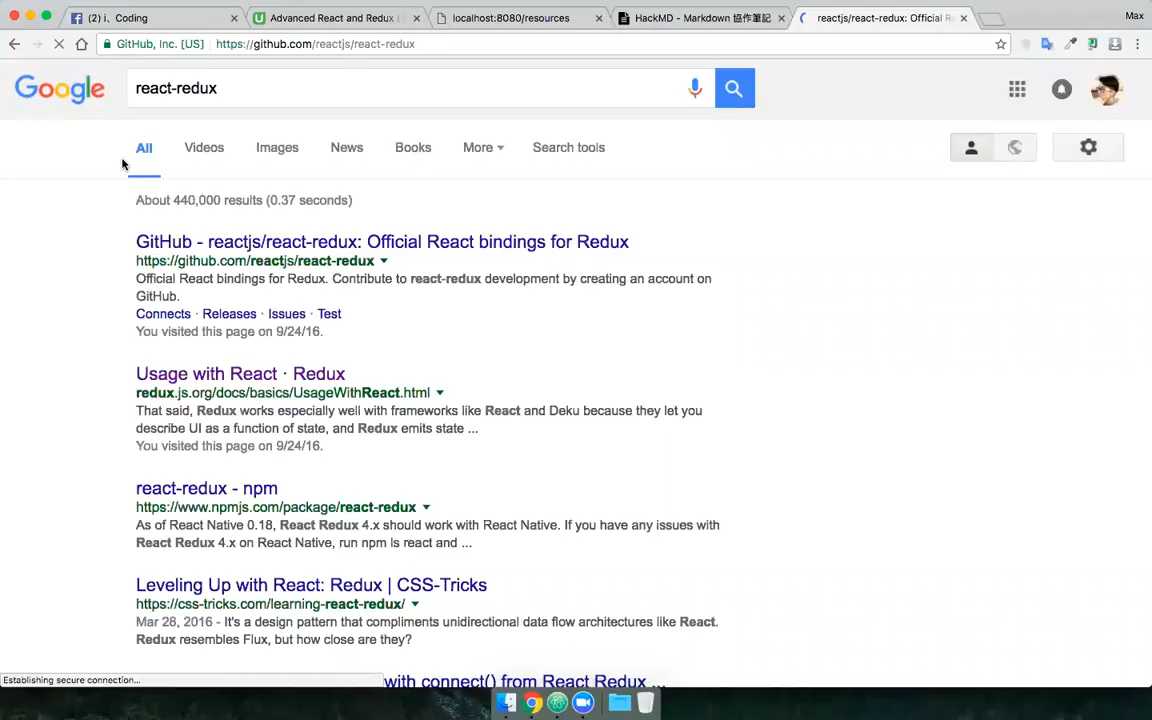 (2) i、Coding
Advanced React and Redux
localhost:8080/resources
HackMD - Markdown 協作筆記
reactjs/react-redux: Official R
Max
GitHub, Inc. [US]
https://github.com/reactjs/react-redux
Google
react-redux
All
Videos
Images
News
Books
More
Search tools
About 440,000 results (0.37 seconds)
GitHub - reactjs/react-redux: Official React bindings for Redux
https://github.com/reactjs/react-redux
Official React bindings for Redux. Contribute to react-redux development by creating an account on
GitHub.
Connects · Releases · Issues · Test
You visited this page on 9/24/16.
Usage with React · Redux
redux.js.org/docs/basics/UsageWithReact.html
That said, Redux works especially well with frameworks like React and Deku because they let you
describe UI as a function of state, and Redux emits state ...
You visited this page on 9/24/16.
react-redux - npm
https://www.npmjs.com/package/react-redux
As of React Native 0.18, React Redux 4.x should work with React Native. If you have any issues with
React Redux 4.x on React Native, run npm ls react and ...
Leveling Up with React: Redux | CSS-Tricks
https://css-tricks.com/learning-react-redux/
Mar 28, 2016 - It's a design pattern that compliments unidirectional data flow architectures like React.
Redux resembles Flux, but how close are they?
with connect() from React Redux ...
Establishing secure connection...